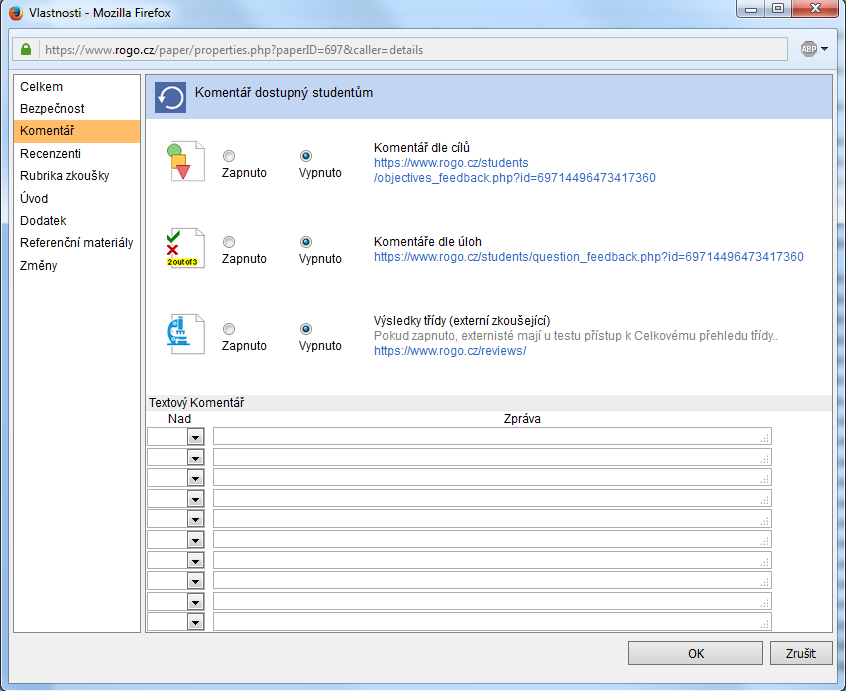 Vlastnosti - Mozilla Firefox
https://www.rogo.cz/paper/properties.php?paperID=697&caller=details
ABP
Celkem
Bezpečnost
Komentář
Recenzenti
Rubrika zkoušky
Úvod
Dodatek
Referenční materiály
Změny
Komentář dostupný studentům
Zapnuto
Vypnuto
Komentář dle cílů
https://www.rogo.cz/students
/objectives_feedback.php?id=69714496473417360
2 out of 3
Zapnuto
Vypnuto
Komentáře dle úloh
https://www.rogo.cz/students/question_feedback.php?id=69714496473417360
Zapnuto
Vypnuto
Výsledky třídy (externí zkoušející)
Pokud zapnuto, externisté mají u testu přístup k Celkovému přehledu třídy..
https://www.rogo.cz/reviews/
Textový Komentář
Nad
Zpráva
OK
Zrušit